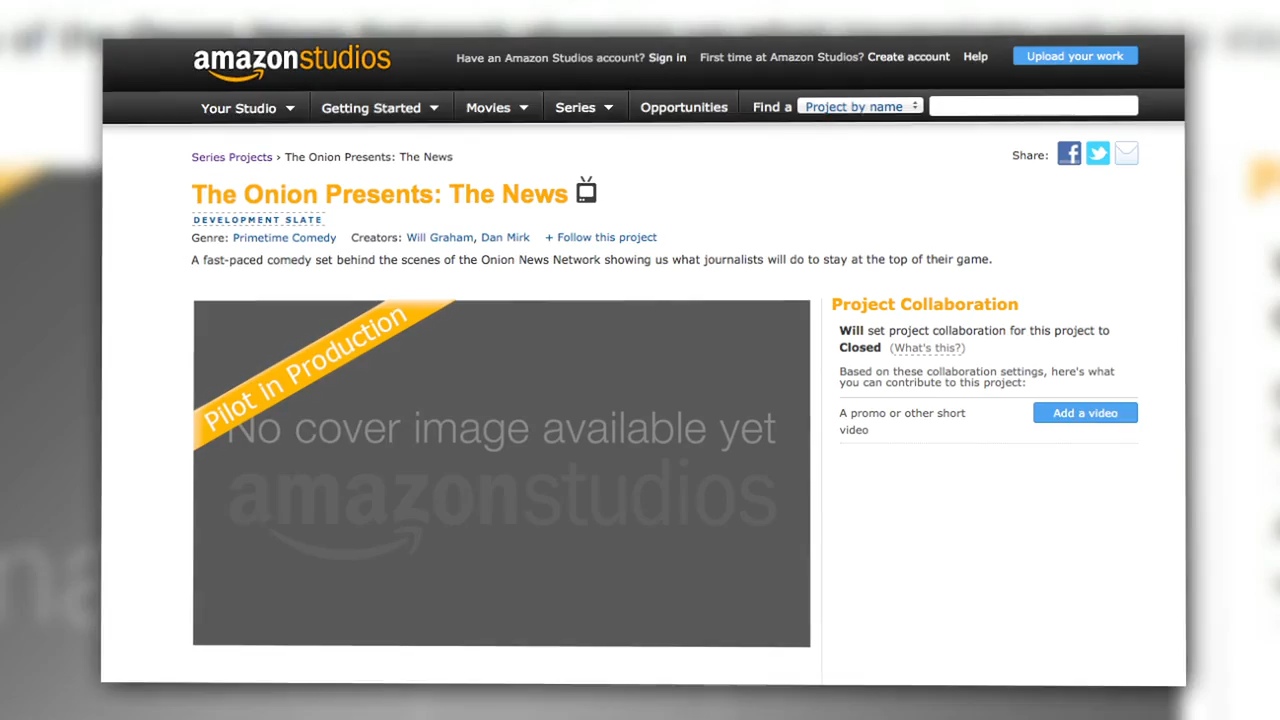 amazonstudios
Have an Amazon Studios account? Sign in First time at Amazon Studios? Create account Help Upload your work
Your Studio Getting Started Movies Series Opportunities Find a Project by name
Series Projects › The Onion Presents: The News
Share:
The Onion Presents: The News
DEVELOPMENT SLATE
Genre: Primetime Comedy Creators: Will Graham, Dan Mirk + Follow this project
A fast-paced comedy set behind the scenes of the Onion News Network showing us what journalists will do to stay at the top of their game.
Pilot in Production
No cover image available yet
amazonstudios
Project Collaboration
Will set project collaboration for this project to
Closed (What's this?)
Based on these collaboration settings, here's what
you can contribute to this project:
A promo or other short
video
Add a video